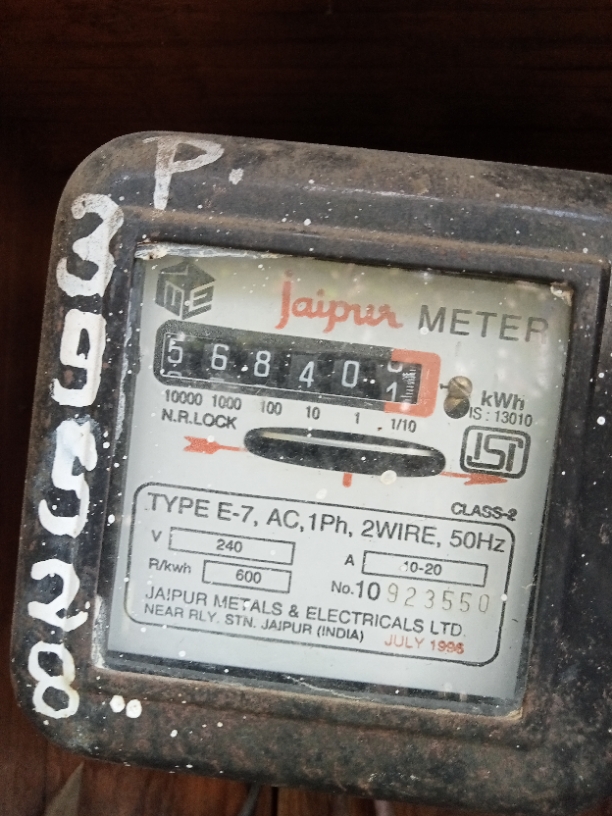 P.
39528
JME
Jaipur METER
5 6 8 4 0
10000 1000 100 10 1 1/10
kWh
IS : 13010
N.R.LOCK
ISI
CLASS-2
TYPE E-7, AC,1Ph, 2WIRE, 50Hz
V 240 A 10-20
R/kwh 600 No.10923550
JAIPUR METALS & ELECTRICALS LTD.
NEAR RLY. STN. JAIPUR (INDIA) JULY 1996